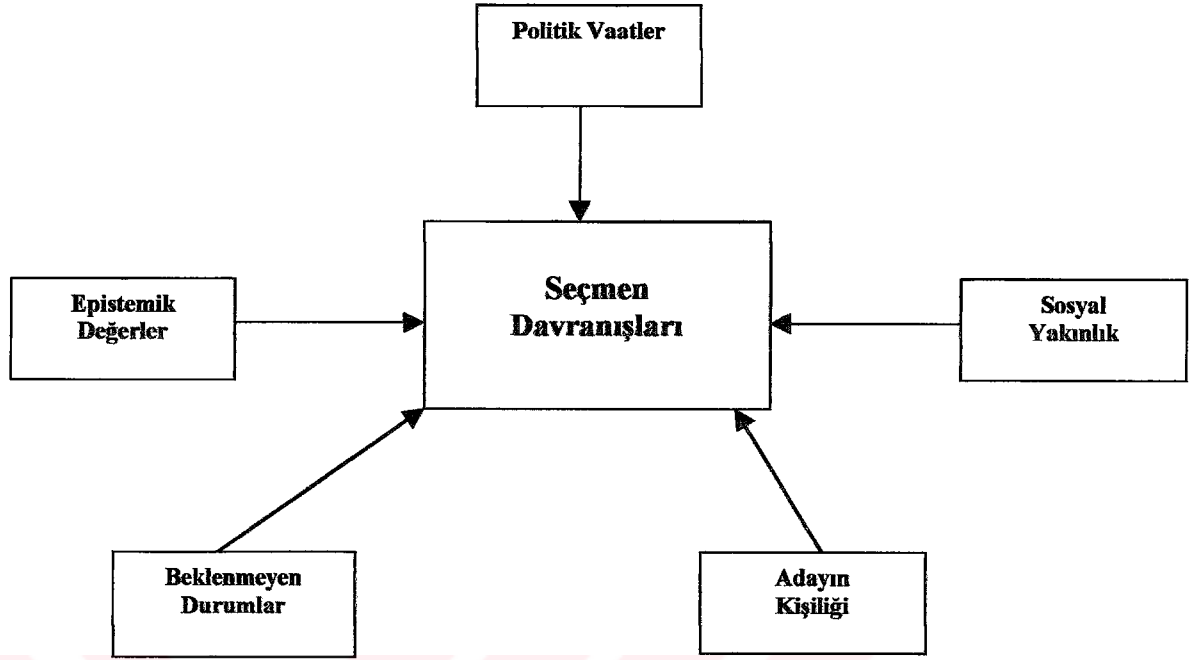 Politik Vaatler
Seçmen
Davranışları
Epistemik
Değerler
Sosyal
Yakınlık
Beklenmeyen
Durumlar
Adayın
Kişiliği